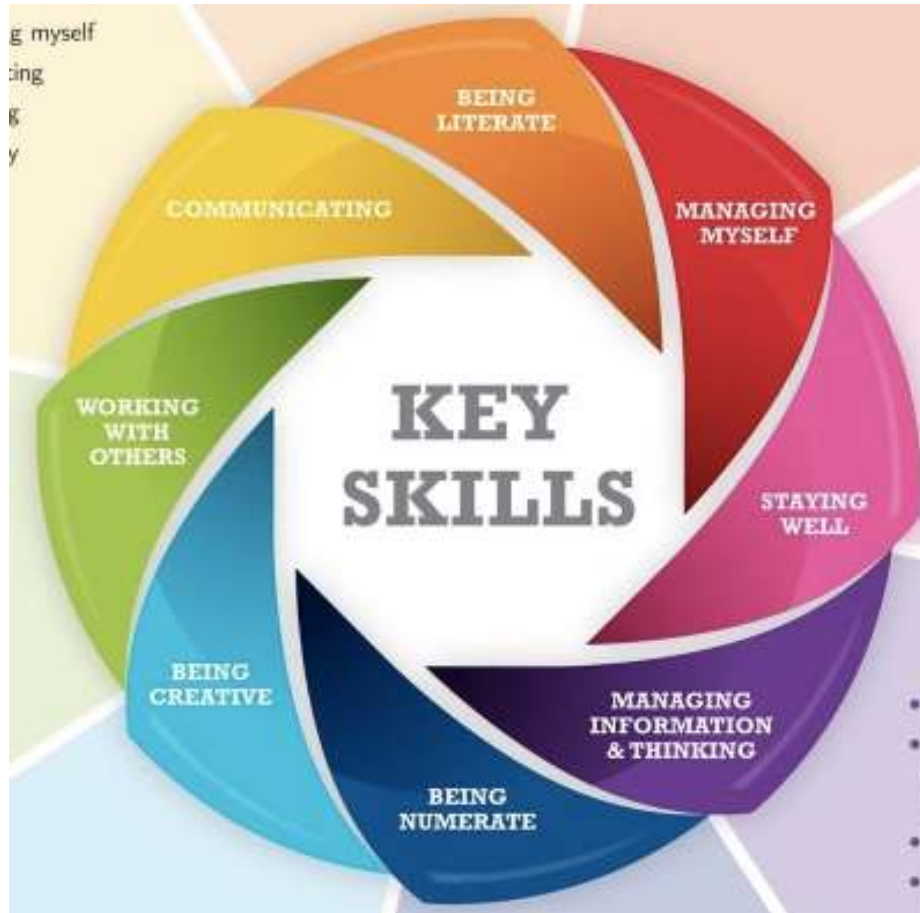 g myself
cing
g
y
BEING
LITERATE
MANAGING
MYSELF
STAYING
WELL
MANAGING
INFORMATION
& THINKING
BEING
NUMERATE
BEING
CREATIVE
WORKING
WITH
OTHERS
COMMUNICATING
KEY
SKILLS